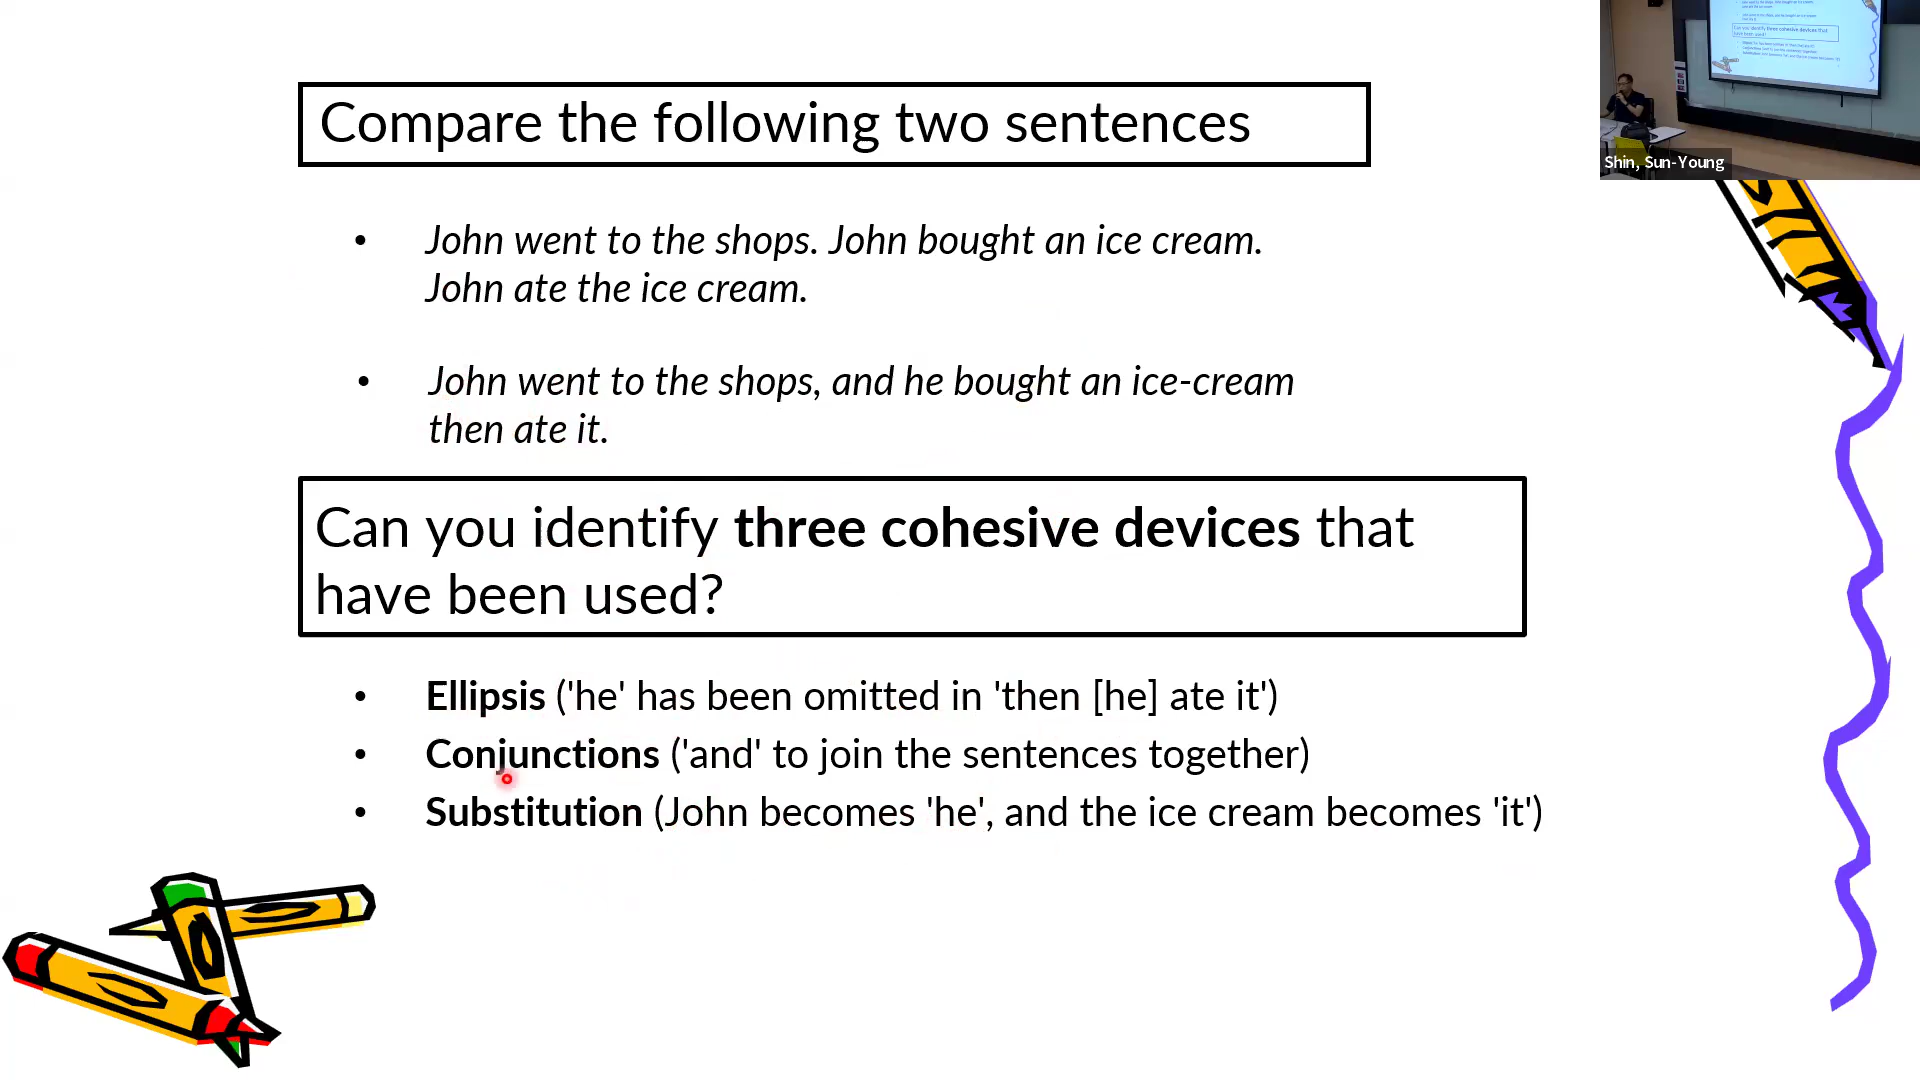 Compare the following two sentences
Shin, Sun-Young
• John went to the shops. John bought an ice cream.
John ate the ice cream.
• John went to the shops, and he bought an ice-cream
then ate it.
Can you identify three cohesive devices that
have been used?
• Ellipsis ('he' has been omitted in 'then [he] ate it')
• Conjunctions ('and' to join the sentences together)
• Substitution (John becomes 'he', and the ice cream becomes 'it')